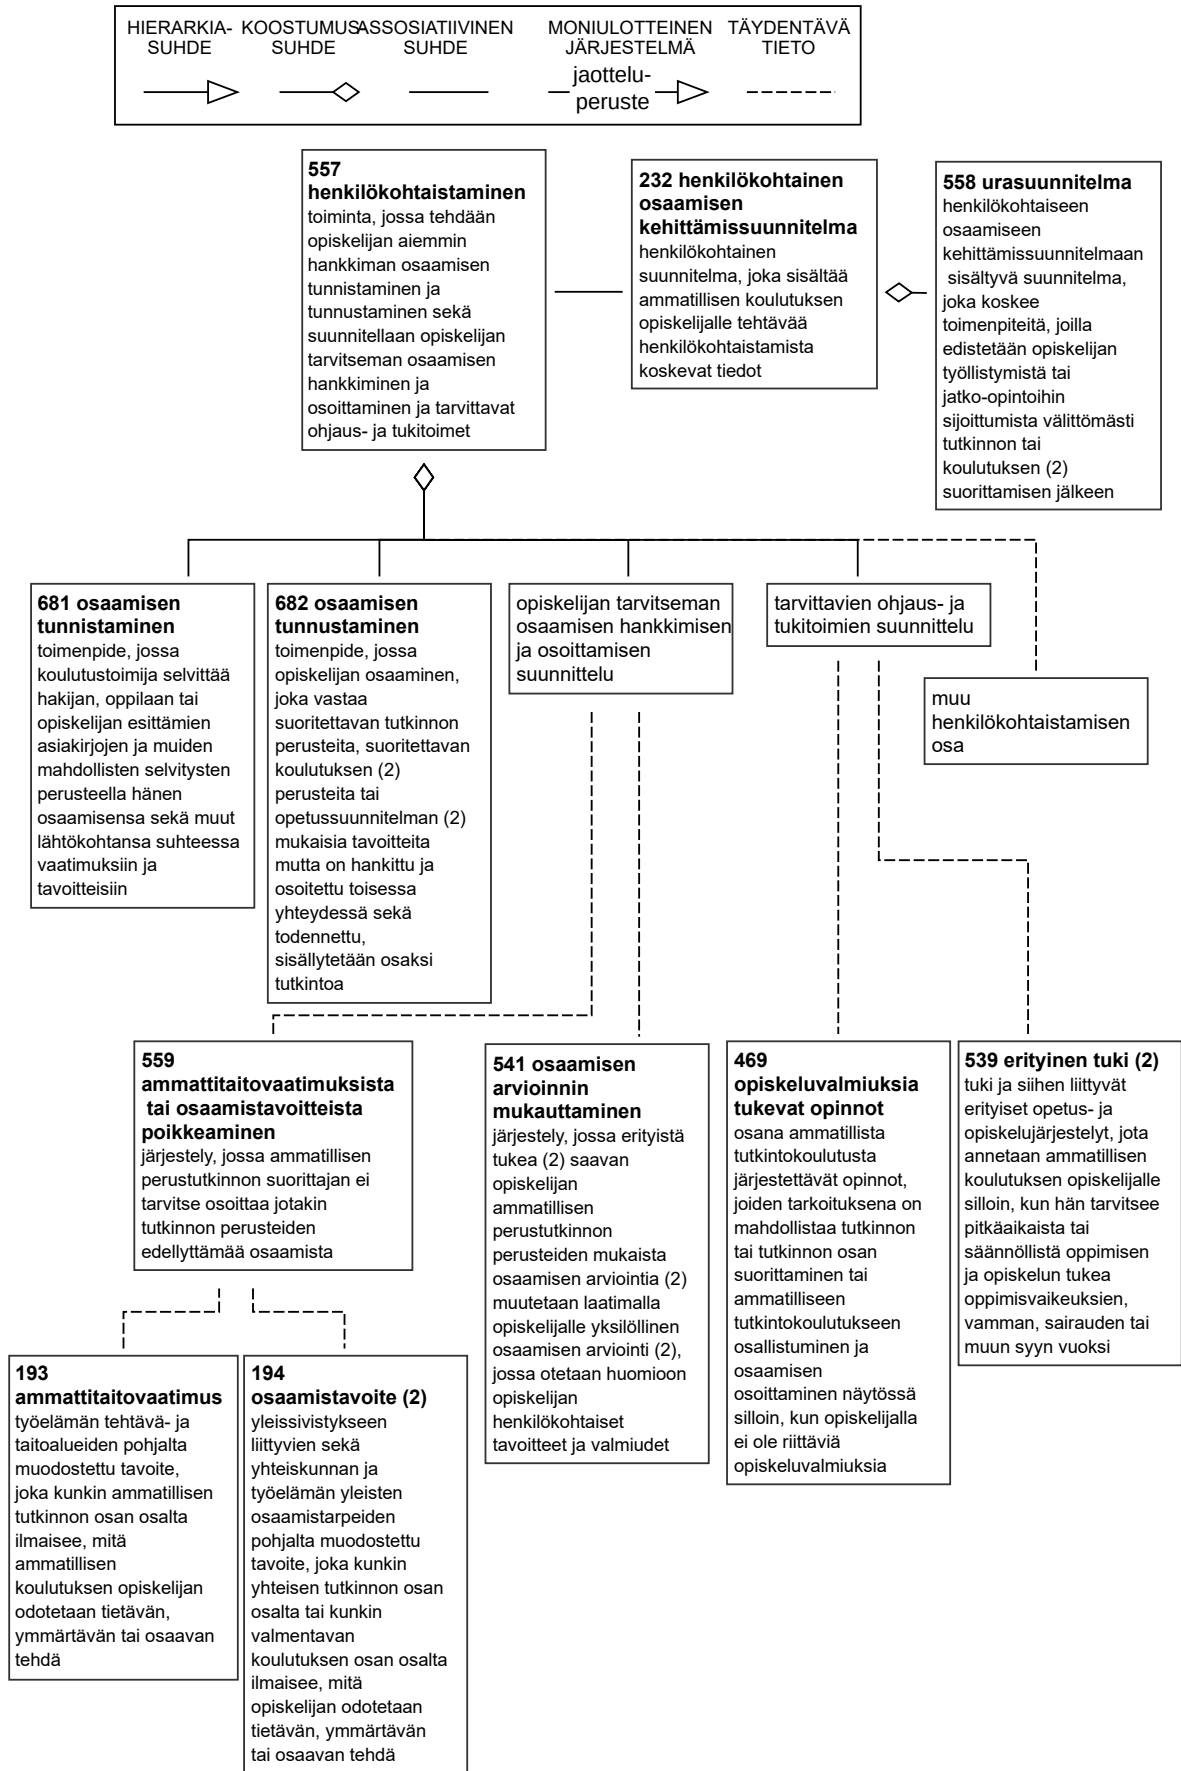 HIERARKIA-
SUHDE
KOOSTUMUS-
SUHDE
ASSOSIATIIVINEN
SUHDE
MONIULOTTEINEN
JÄRJESTELMÄ
TÄYDENTÄVÄ
TIETO
jaottelu-
peruste
557
henkilökohtaistaminen
toiminta, jossa tehdään
opiskelijan aiemmin
hankkiman osaamisen
tunnistaminen ja
tunnustaminen sekä
suunnitellaan opiskelijan
tarvitseman osaamisen
hankkiminen ja
osoittaminen ja tarvittavat
ohjaus- ja tukitoimet
232 henkilökohtainen
osaamisen
kehittämissuunnitelma
henkilökohtainen
suunnitelma, joka sisältää
ammatillisen koulutuksen
opiskelijalle tehtävää
henkilökohtaistamista
koskevat tiedot
558 urasuunnitelma
henkilökohtaiseen
osaamiseen
kehittämissuunnitelmaan
sisältyvä suunnitelma,
joka koskee
toimenpiteitä, joilla
edistetään opiskelijan
työllistymistä tai
jatko-opintoihin
sijoittumista välittömästi
tutkinnon tai
koulutuksen (2)
suorittamisen jälkeen
681 osaamisen
tunnistaminen
toimenpide, jossa
koulutustoimija selvittää
hakijan, oppilaan tai
opiskelijan esittämien
asiakirjojen ja muiden
mahdollisten selvitysten
perusteella hänen
osaamisensa sekä muut
lähtökohtansa suhteessa
vaatimuksiin ja
tavoitteisiin
682 osaamisen
tunnustaminen
toimenpide, jossa
opiskelijan osaaminen,
joka vastaa
suoritettavan tutkinnon
perusteita, suoritettavan
koulutuksen (2)
perusteita tai
opetussuunnitelman (2)
mukaisia tavoitteita
mutta on hankittu ja
osoitettu toisessa
yhteydessä sekä
todennettu,
sisällytetään osaksi
tutkintoa
opiskelijan tarvitseman
osaamisen hankkimisen
ja osoittamisen
suunnittelu
tarvittavien ohjaus- ja
tukitoimien suunnittelu
muu
henkilökohtaistamisen
osa
559
ammattitaitovaatimuksista
tai osaamistavoitteista
poikkeaminen
järjestely, jossa ammatillisen
perustutkinnon suorittajan ei
tarvitse osoittaa jotakin
tutkinnon perusteiden
edellyttämää osaamista
541 osaamisen
arvioinnin
mukauttaminen
järjestely, jossa erityistä
tukea (2) saavan
opiskelijan
ammatillisen
perustutkinnon
perusteiden mukaista
osaamisen arviointia (2)
muutetaan laatimalla
opiskelijalle yksilöllinen
osaamisen arviointi (2),
jossa otetaan huomioon
opiskelijan
henkilökohtaiset
tavoitteet ja valmiudet
469
opiskeluvalmiuksia
tukevat opinnot
osana ammatillista
tutkintokoulutusta
järjestettävät opinnot,
joiden tarkoituksena on
mahdollistaa tutkinnon
tai tutkinnon osan
suorittaminen tai
ammatilliseen
tutkintokoulutukseen
osallistuminen ja
osaamisen
osoittaminen näytössä
silloin, kun opiskelijalla
ei ole riittäviä
opiskeluvalmiuksia
539 erityinen tuki (2)
tuki ja siihen liittyvät
erityiset opetus- ja
opiskelujärjestelyt, jota
annetaan ammatillisen
koulutuksen opiskelijalle
silloin, kun hän tarvitsee
pitkäaikaista tai
säännöllistä oppimisen
ja opiskelun tukea
oppimisvaikeuksien,
vamman, sairauden tai
muun syyn vuoksi
193
ammattitaitovaatimus
työelämän tehtävä- ja
taitoalueiden pohjalta
muodostettu tavoite,
joka kunkin ammatillisen
tutkinnon osan osalta
ilmaisee, mitä
ammatillisen
koulutuksen opiskelijan
odotetaan tietävän,
ymmärtävän tai osaavan
tehdä
194
osaamistavoite (2)
yleissivistykseen
liittyvien sekä
yhteiskunnan ja
työelämän yleisten
osaamistarpeiden
pohjalta muodostettu
tavoite, joka kunkin
yhteisen tutkinnon osan
osalta tai kunkin
valmentavan
koulutuksen osan osalta
ilmaisee, mitä
opiskelijan odotetaan
tietävän, ymmärtävän
tai osaavan tehdä